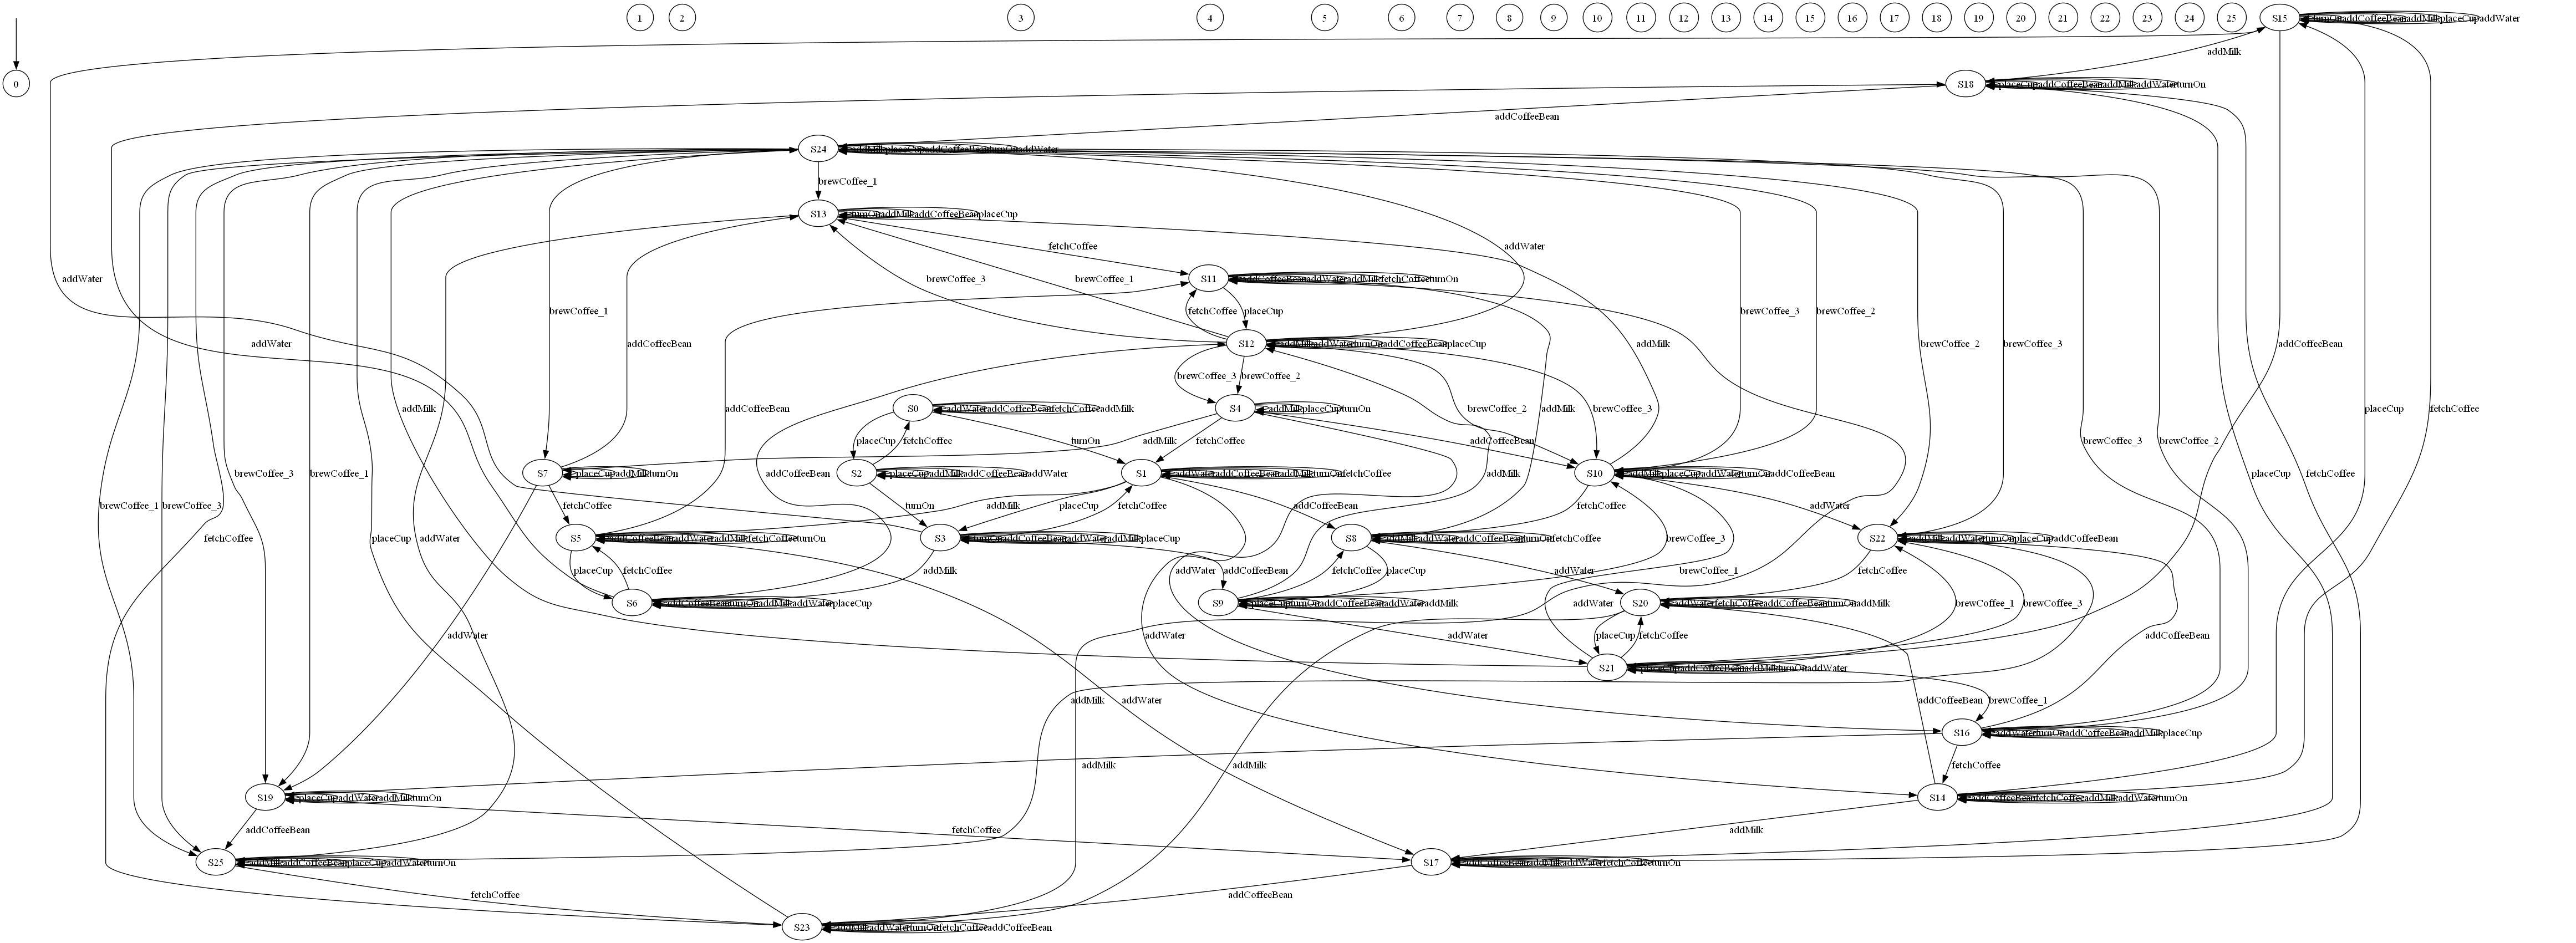 1 2 3 4 5 6 7 8 9 10 11 12 13 14 15 16 17 18 19 20 21 22 23 24 25 S15 turnOn addCoffeeBean addMilk placeCup addWater
addMilk
0 S18 placeCup addCoffeeBean addMilk addWater turnOn
addCoffeeBean
S24 addMilk placeCup addCoffeeBean turnOn addWater
brewCoffee_1
S13 turnOn addMilk addCoffeeBean placeCup
fetchCoffee addWater
addWater brewCoffee_3 brewCoffee_1 S11 addCoffeeBean addWater addMilk fetchCoffee turnOn
brewCoffee_1 fetchCoffee placeCup brewCoffee_3 brewCoffee_2
addWater addCoffeeBean S12 addMilk addWater turnOn addCoffeeBean placeCup addMilk brewCoffee_2 brewCoffee_3 addCoffeeBean
brewCoffee_3 brewCoffee_2
addMilk addCoffeeBean S0 addWater addCoffeeBean fetchCoffee addMilk S4 addMilk placeCup turnOn brewCoffee_2 addMilk brewCoffee_3 placeCup fetchCoffee
placeCup fetchCoffee turnOn addMilk fetchCoffee addCoffeeBean brewCoffee_3 brewCoffee_2
brewCoffee_3 brewCoffee_1 S7 placeCup addMilk turnOn addCoffeeBean S2 placeCup addMilk addCoffeeBean addWater S1 addWater addCoffeeBean addMilk turnOn fetchCoffee addMilk S10 addMilk placeCup addWater turnOn addCoffeeBean placeCup fetchCoffee
brewCoffee_1 brewCoffee_3 fetchCoffee turnOn addMilk placeCup fetchCoffee addCoffeeBean fetchCoffee addWater
fetchCoffee placeCup addWater S5 addCoffeeBean addWater addMilk fetchCoffee turnOn S3 turnOn addCoffeeBean addWater addMilk placeCup S8 addMilk addWater addCoffeeBean turnOn fetchCoffee brewCoffee_3 S22 addMilk addWater turnOn placeCup addCoffeeBean
placeCup fetchCoffee addMilk addWater addCoffeeBean fetchCoffee placeCup addWater brewCoffee_1 fetchCoffee
S6 addCoffeeBean turnOn addMilk addWater placeCup S9 placeCup turnOn addCoffeeBean addWater addMilk addWater S20 addWater fetchCoffee addCoffeeBean turnOn addMilk brewCoffee_1 brewCoffee_3
addWater addWater addWater placeCup fetchCoffee addCoffeeBean
S21 placeCup addCoffeeBean addMilk turnOn addWater
addMilk addWater addCoffeeBean brewCoffee_1
S16 addWater turnOn addCoffeeBean addMilk placeCup
addMilk addMilk fetchCoffee
S19 placeCup addWater addMilk turnOn S14 addCoffeeBean fetchCoffee addMilk addWater turnOn
addCoffeeBean fetchCoffee addMilk
S25 addMilk addCoffeeBean placeCup addWater turnOn S17 addCoffeeBean addMilk addWater fetchCoffee turnOn
fetchCoffee addCoffeeBean
S23 addMilk addWater turnOn fetchCoffee addCoffeeBean